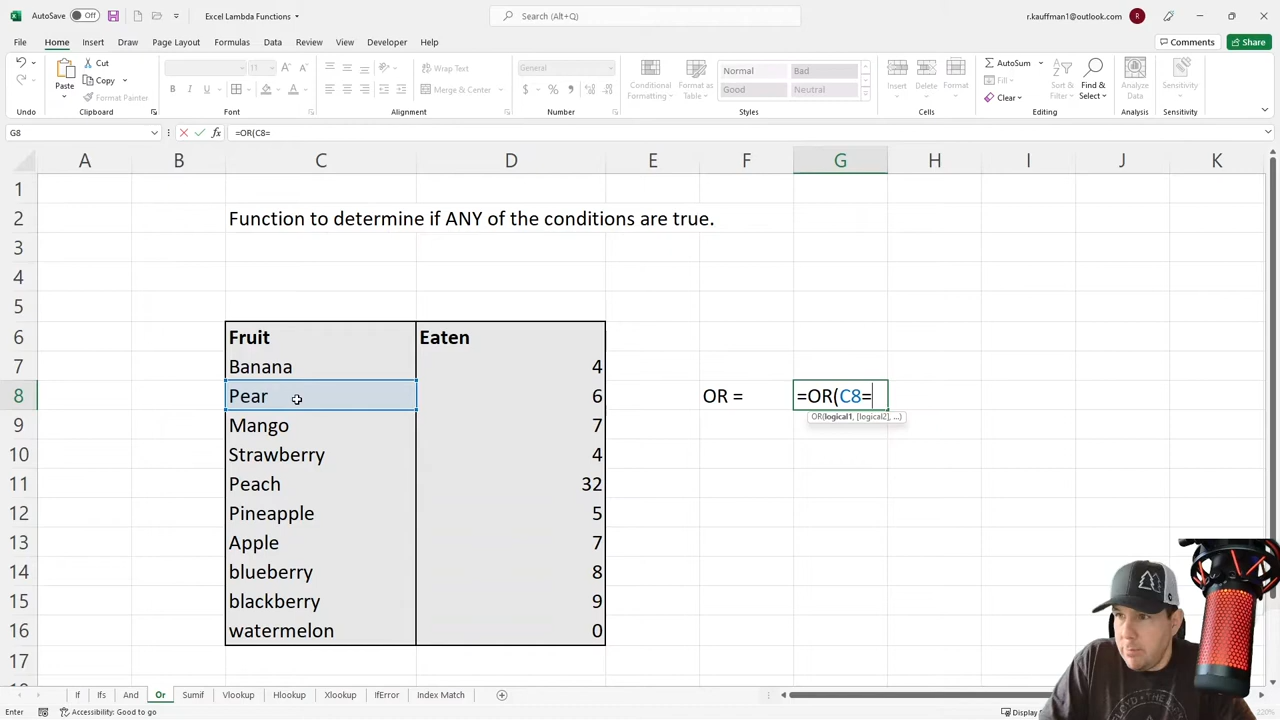 AutoSave Off Excel Lambda Functions Search (Alt+Q) r.kauffman1@outlook.com R
File Home Insert Draw Page Layout Formulas Data Review View Developer Help Comments Share
Cut
Copy
Format Painter
Paste
11
Wrap Text
Merge & Center
General
Conditional Formatting
Format as Table
Normal Bad
Good Neutral
Insert Delete Format
AutoSum
Fill
Clear
Sort & Filter
Find & Select
Analyze Data
Sensitivity
Undo Clipboard Font Alignment Number Styles Cells Editing Analysis Sensitivity
G8 fx =OR(C8=
A B C D E F G H I J K
1
2 Function to determine if ANY of the conditions are true.
3
4
5
6 Fruit Eaten
7 Banana 4
8 Pear 6 OR = =OR(C8=
OR(logical1, [logical2], ...)
9 Mango 7
10 Strawberry 4
11 Peach 32
12 Pineapple 5
13 Apple 7
14 blueberry 8
15 blackberry 9
16 watermelon 0
17
If Ifs And Or Sumif Vlookup Hlookup Xlookup IfError Index Match
Enter Accessibility: Good to go Display